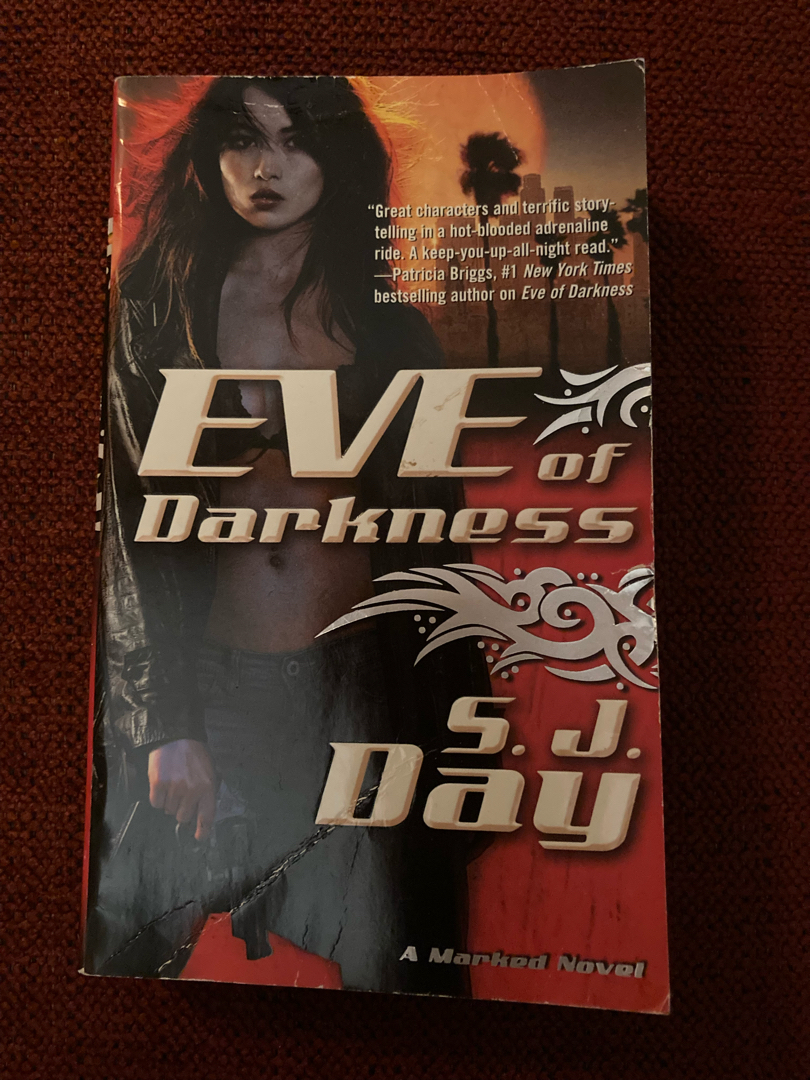 “Great characters and terrific story-
telling in a hot-blooded adrenaline
ride. A keep-you-up-all-night read.”
—Patricia Briggs, #1 New York Times
bestselling author on Eve of Darkness
EVE of
Darkness
S. J.
Day
A Marked Novel